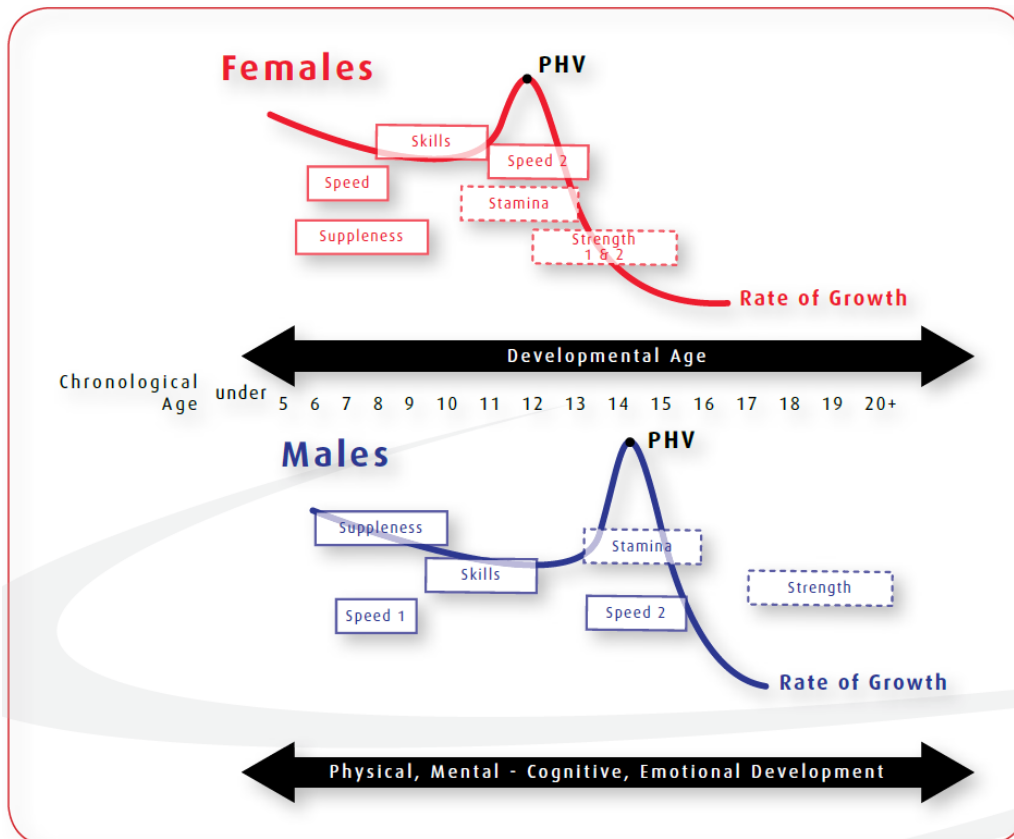 Females
PHV
Skills
Speed 2
Speed
Stamina
Suppleness
Strength
1 & 2
Rate of Growth
Developmental Age
Chronological
Age
under 5 6 7 8 9 10 11 12 13 14 15 16 17 18 19 20+
Males
PHV
Suppleness
Stamina
Skills
Strength
Speed 1
Speed 2
Rate of Growth
Physical, Mental - Cognitive, Emotional Development